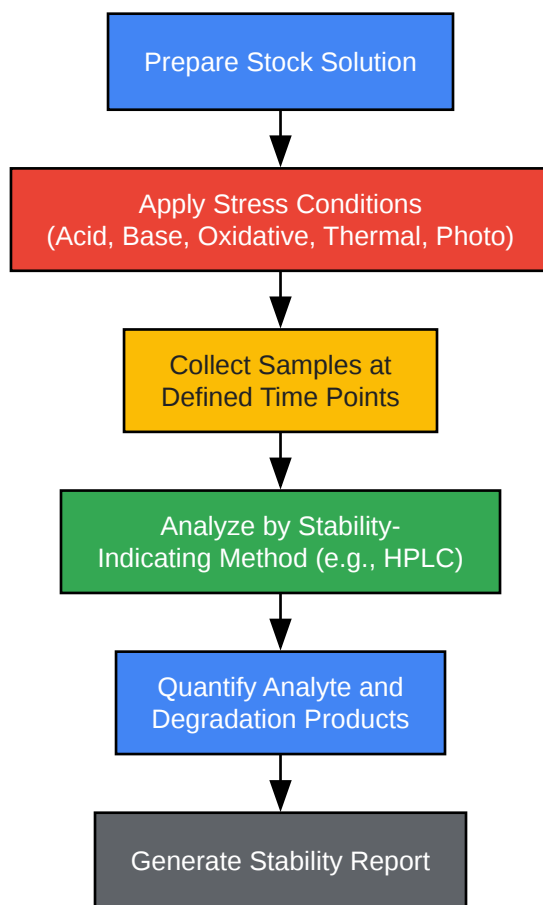 Prepare Stock Solution
Apply Stress Conditions
(Acid, Base, Oxidative, Thermal, Photo)
Collect Samples at
Defined Time Points
Analyze by Stability-
Indicating Method (e.g., HPLC)
Quantify Analyte and
Degradation Products
Generate Stability Report